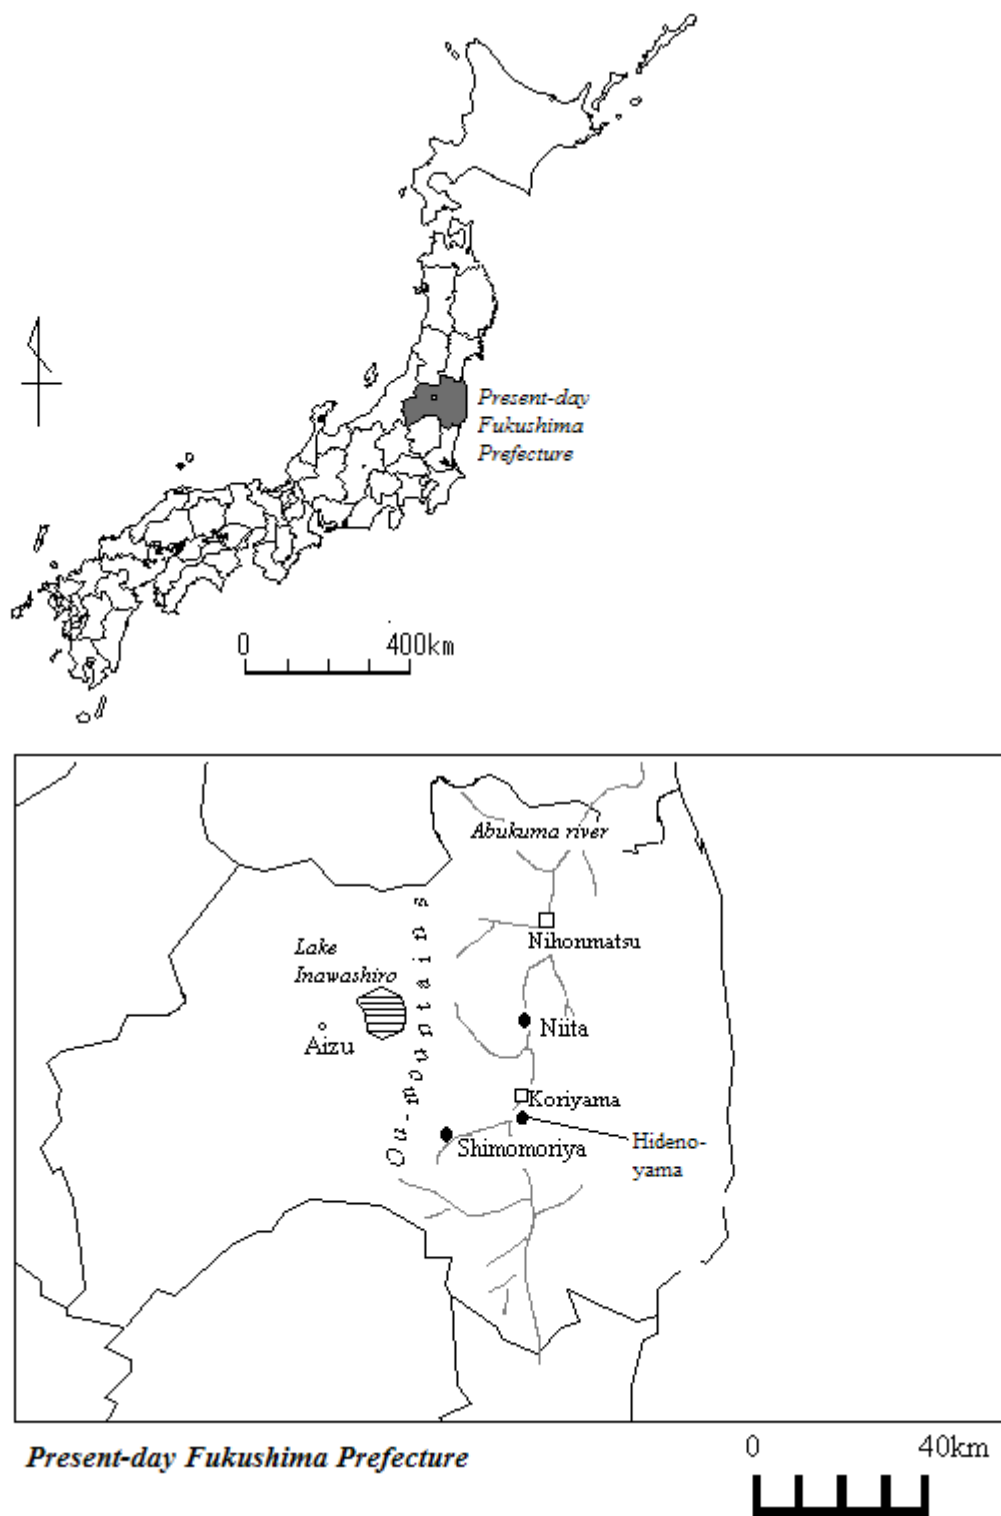 Present-day
Fukushima
Prefecture
0 400km
Abukuma river
Nihonmatsu
Lake
Inawashiro
Aizu
Ou-mountains
Niita
Koriyama
Shimomoriya
Hideno-
yama
Present-day Fukushima Prefecture
0 40km